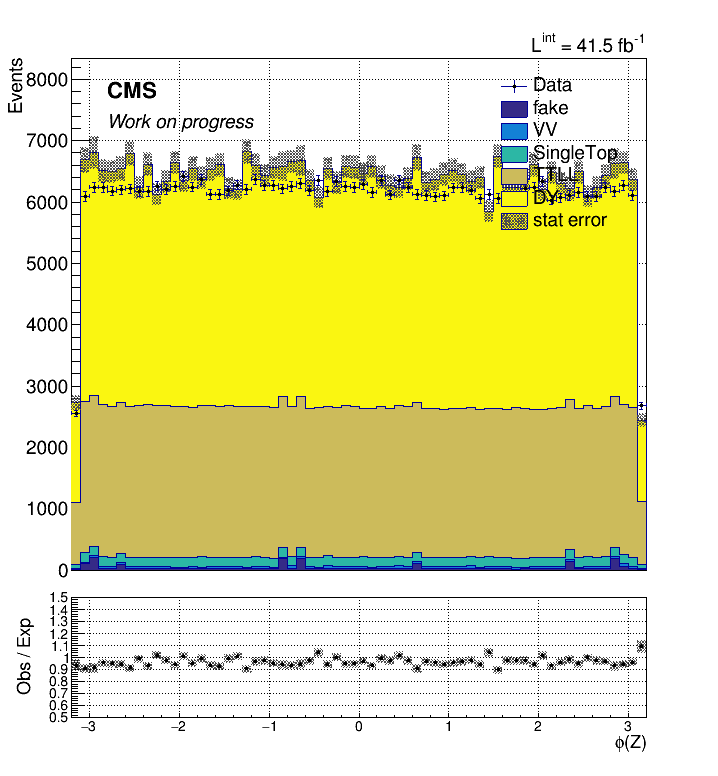 L^int = 41.5 fb^-1
Events
8000
7000
6000
5000
4000
3000
2000
1000
0
CMS
Work on progress
Data
fake
VV
SingleTop
TTLL
DY
stat error
Obs / Exp
1.5
1.4
1.3
1.2
1.1
1
0.9
0.8
0.7
0.6
0.5
−3 −2 −1 0 1 2 3
ϕ(Z)